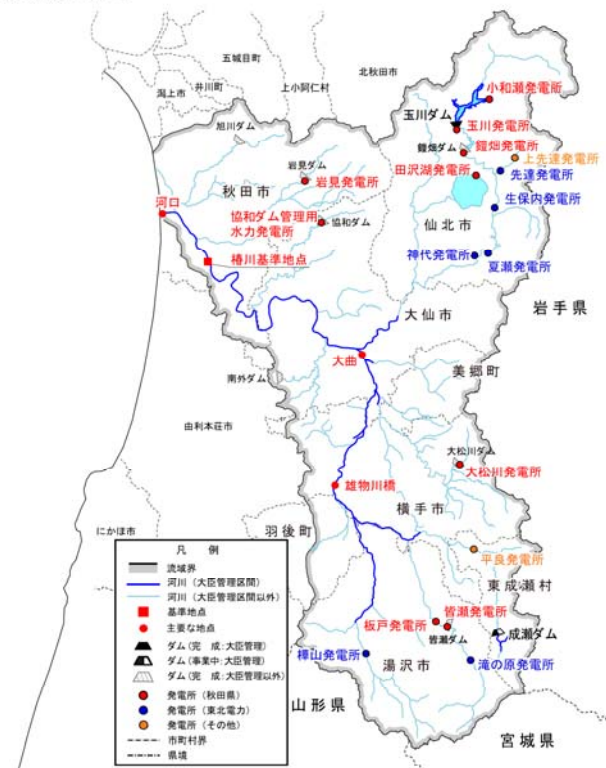 五城目町
北秋田市
井川町
上小阿仁村
潟上市
小和瀬発電所
玉川ダム
旭川ダム
玉川発電所
鎧畑発電所
鎧畑ダム
上先達発電所
岩見ダム
秋田市
岩見発電所
田沢湖発電所
先達発電所
生保内発電所
河口
協和ダム管理用
水力発電所
協和ダム
仙北市
神代発電所
夏瀬発電所
椿川基準地点
岩手県
大仙市
大曲
美郷町
南外ダム
由利本荘市
大松川ダム
大松川発電所
雄物川橋
横手市
羽後町
にかほ市
平良発電所
東成瀬村
皆瀬発電所
板戸発電所
皆瀬ダム
成瀬ダム
樺山発電所
湯沢市
滝の原発電所
山形県
宮城県
凡 例
流域界
河川（大臣管理区間）
河川（大臣管理区間以外）
基準地点
主要な地点
ダム（完 成：大臣管理）
ダム（事業中：大臣管理）
ダム（完 成：大臣管理以外）
発電所（秋田県）
発電所（東北電力）
発電所（その他）
市町村界
県境